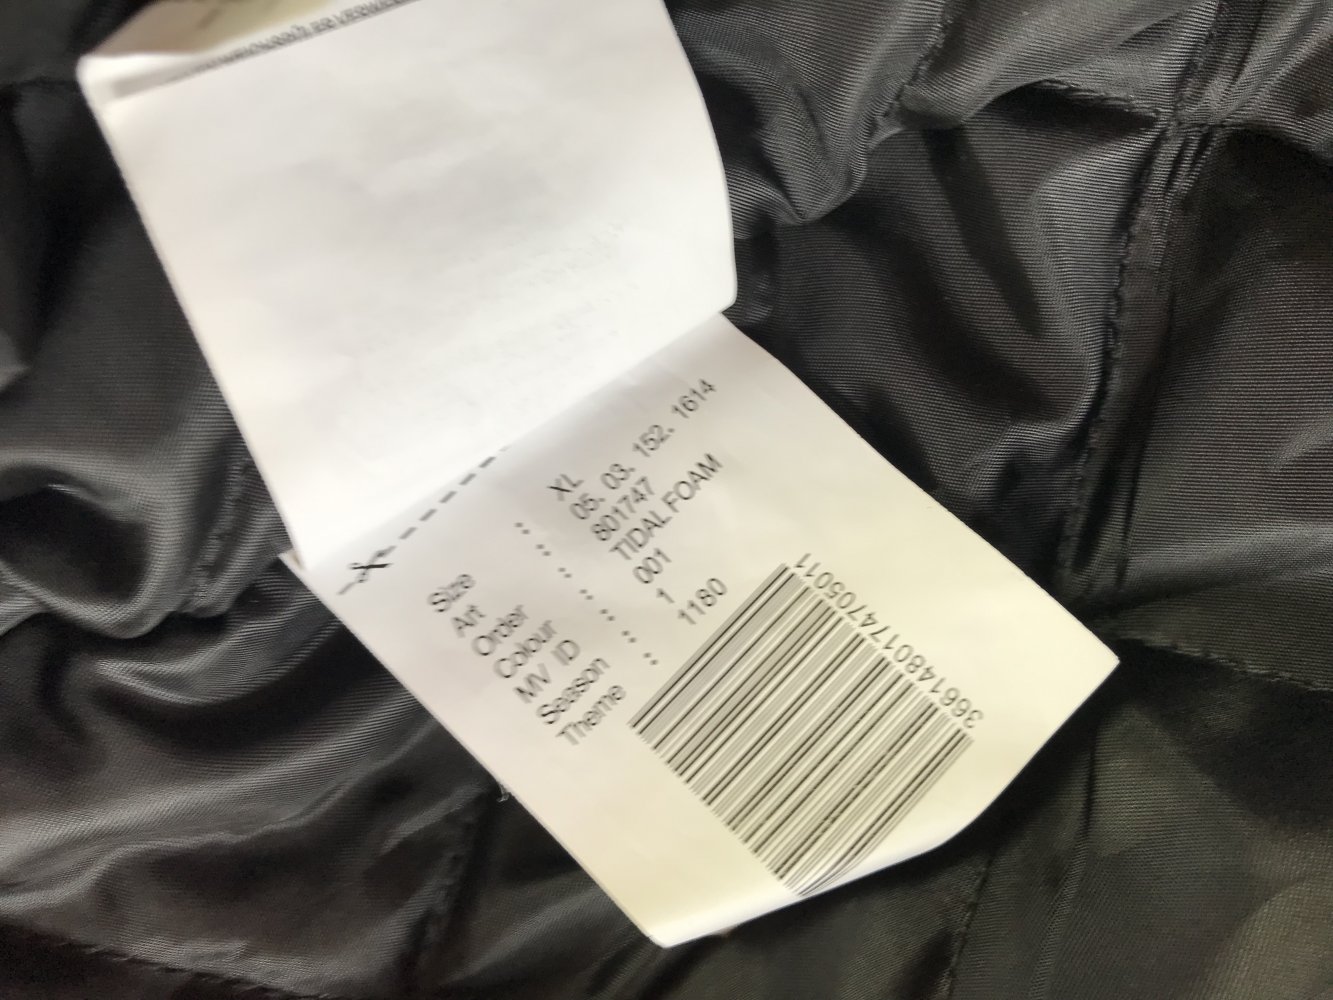 Size : XL
Art : 05. 03. 152. 1614
Order : 801747
Colour : TIDAL FOAM
MV ID : 001
Season : 1
Theme : 1180
3661480174705011